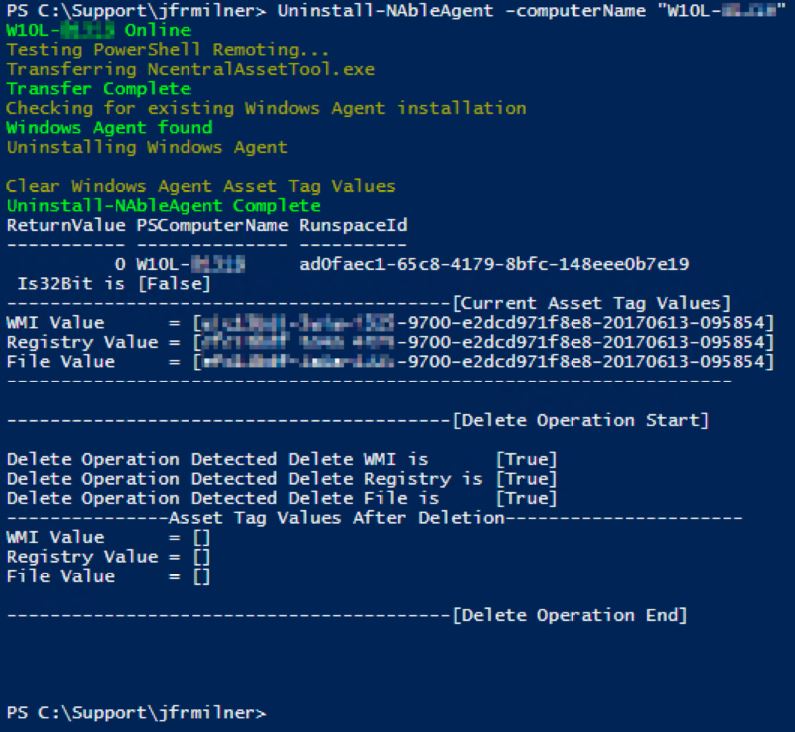 PS C:\Support\jfrmilner> Uninstall-NAbleAgent -computerName "W10L-
W10L- Online
Testing PowerShell Remoting...
Transferring NcentralAssetTool.exe
Transfer Complete
Checking for existing Windows Agent installation
Windows Agent found
Uninstalling Windows Agent
Clear Windows Agent Asset Tag Values
Uninstall-NAbleAgent Complete
ReturnValue PSComputerName RunspaceId
----------- -------------- ----------
0 W10L- ad0faec1-65c8-4179-8bfc-148eee0b7e19
Is32Bit is [False]
-----------------------------------------[Current Asset Tag Values]
WMI Value = [ -9700-e2dcd971f8e8-20170613-095854]
Registry Value = [ -9700-e2dcd971f8e8-20170613-095854]
File Value = [ -9700-e2dcd971f8e8-20170613-095854]
-------------------------------------------------------------------
-----------------------------------------[Delete Operation Start]
Delete Operation Detected Delete WMI is [True]
Delete Operation Detected Delete Registry is [True]
Delete Operation Detected Delete File is [True]
---------------Asset Tag Values After Deletion----------------------
WMI Value = []
Registry Value = []
File Value = []
-----------------------------------------[Delete Operation End]
PS C:\Support\jfrmilner>